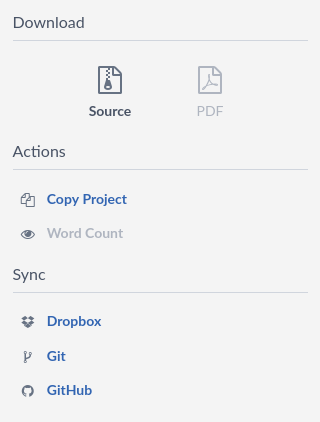 Download
Source
PDF
Actions
Copy Project
Word Count
Sync
Dropbox
Git
GitHub